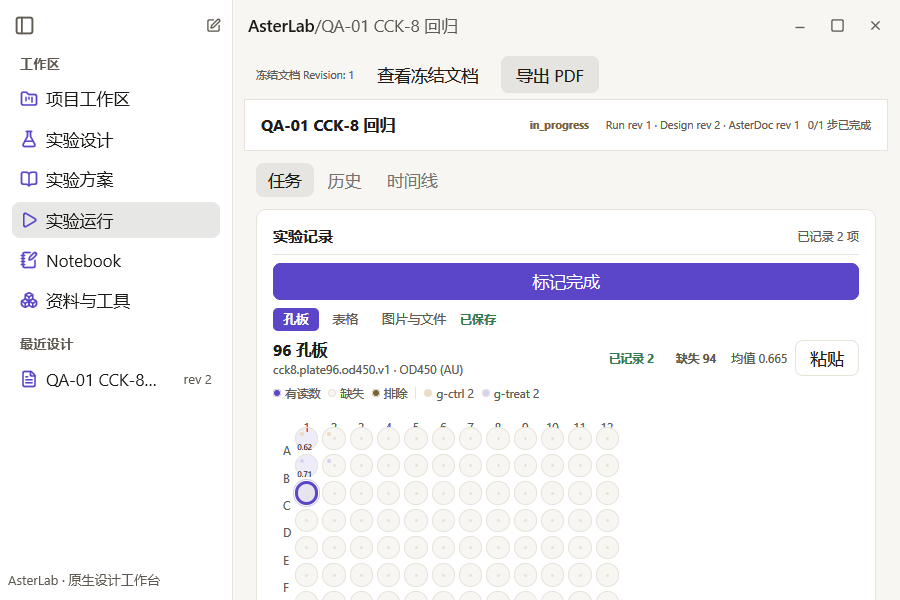 AsterLab/QA-01 CCK-8 回归
工作区
项目工作区
实验设计
实验方案
实验运行
Notebook
资料与工具
最近设计
QA-01 CCK-8... rev 2
AsterLab · 原生设计工作台
冻结文档 Revision: 1 查看冻结文档 导出 PDF
QA-01 CCK-8 回归 in_progress Run rev 1 · Design rev 2 · AsterDoc rev 1 0/1 步已完成
任务 历史 时间线
实验记录 已记录 2 项
标记完成
孔板 表格 图片与文件 已保存
96 孔板
cck8.plate96.od450.v1 · OD450 (AU)
已记录 2 缺失 94 均值 0.665 粘贴
有读数 缺失 排除 g-ctrl 2 g-treat 2
1 2 3 4 5 6 7 8 9 10 11 12
A 0.62
B 0.71
C
D
E
F